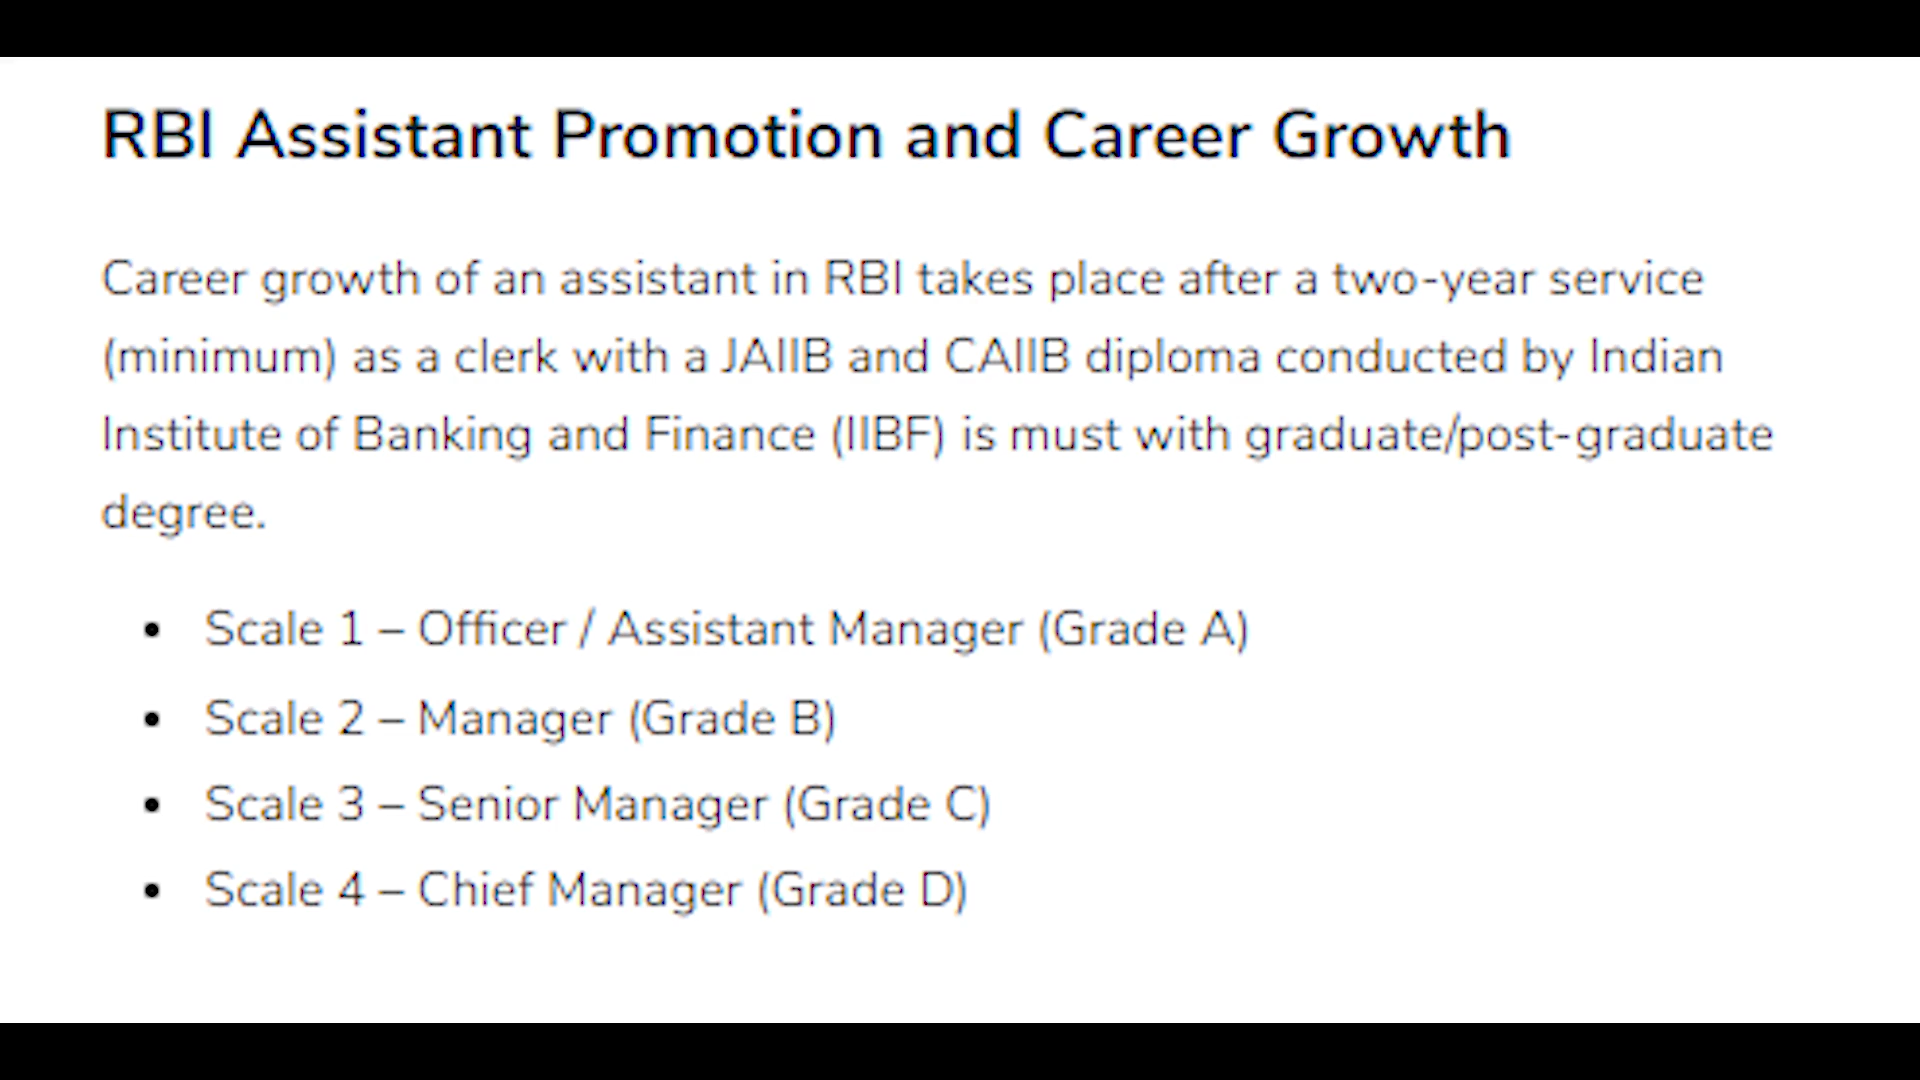 RBI Assistant Promotion and Career Growth
Career growth of an assistant in RBI takes place after a two-year service
(minimum) as a clerk with a JAIIB and CAIIB diploma conducted by Indian
Institute of Banking and Finance (IIBF) is must with graduate/post-graduate
degree.
• Scale 1 – Officer / Assistant Manager (Grade A)
• Scale 2 – Manager (Grade B)
• Scale 3 – Senior Manager (Grade C)
• Scale 4 – Chief Manager (Grade D)